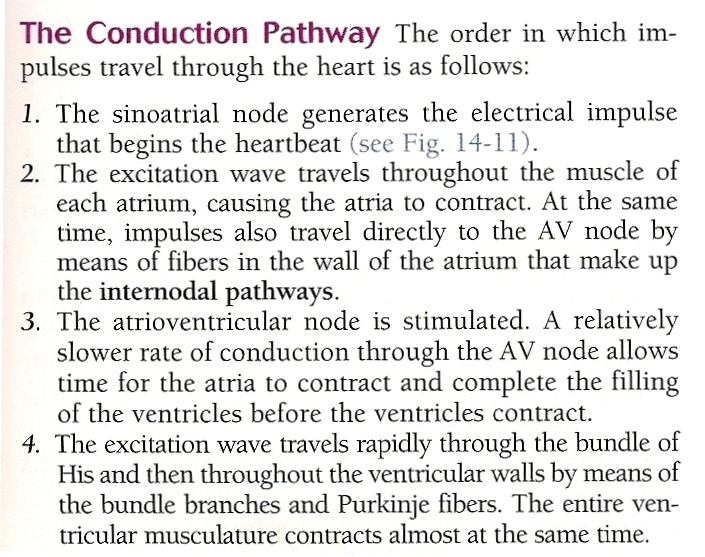 The Conduction Pathway The order in which im-
pulses travel through the heart is as follows:
1. The sinoatrial node generates the electrical impulse
that begins the heartbeat (see Fig. 14-11).
2. The excitation wave travels throughout the muscle of
each atrium, causing the atria to contract. At the same
time, impulses also travel directly to the AV node by
means of fibers in the wall of the atrium that make up
the internodal pathways.
3. The atrioventricular node is stimulated. A relatively
slower rate of conduction through the AV node allows
time for the atria to contract and complete the filling
of the ventricles before the ventricles contract.
4. The excitation wave travels rapidly through the bundle of
His and then throughout the ventricular walls by means of
the bundle branches and Purkinje fibers. The entire ven-
tricular musculature contracts almost at the same time.